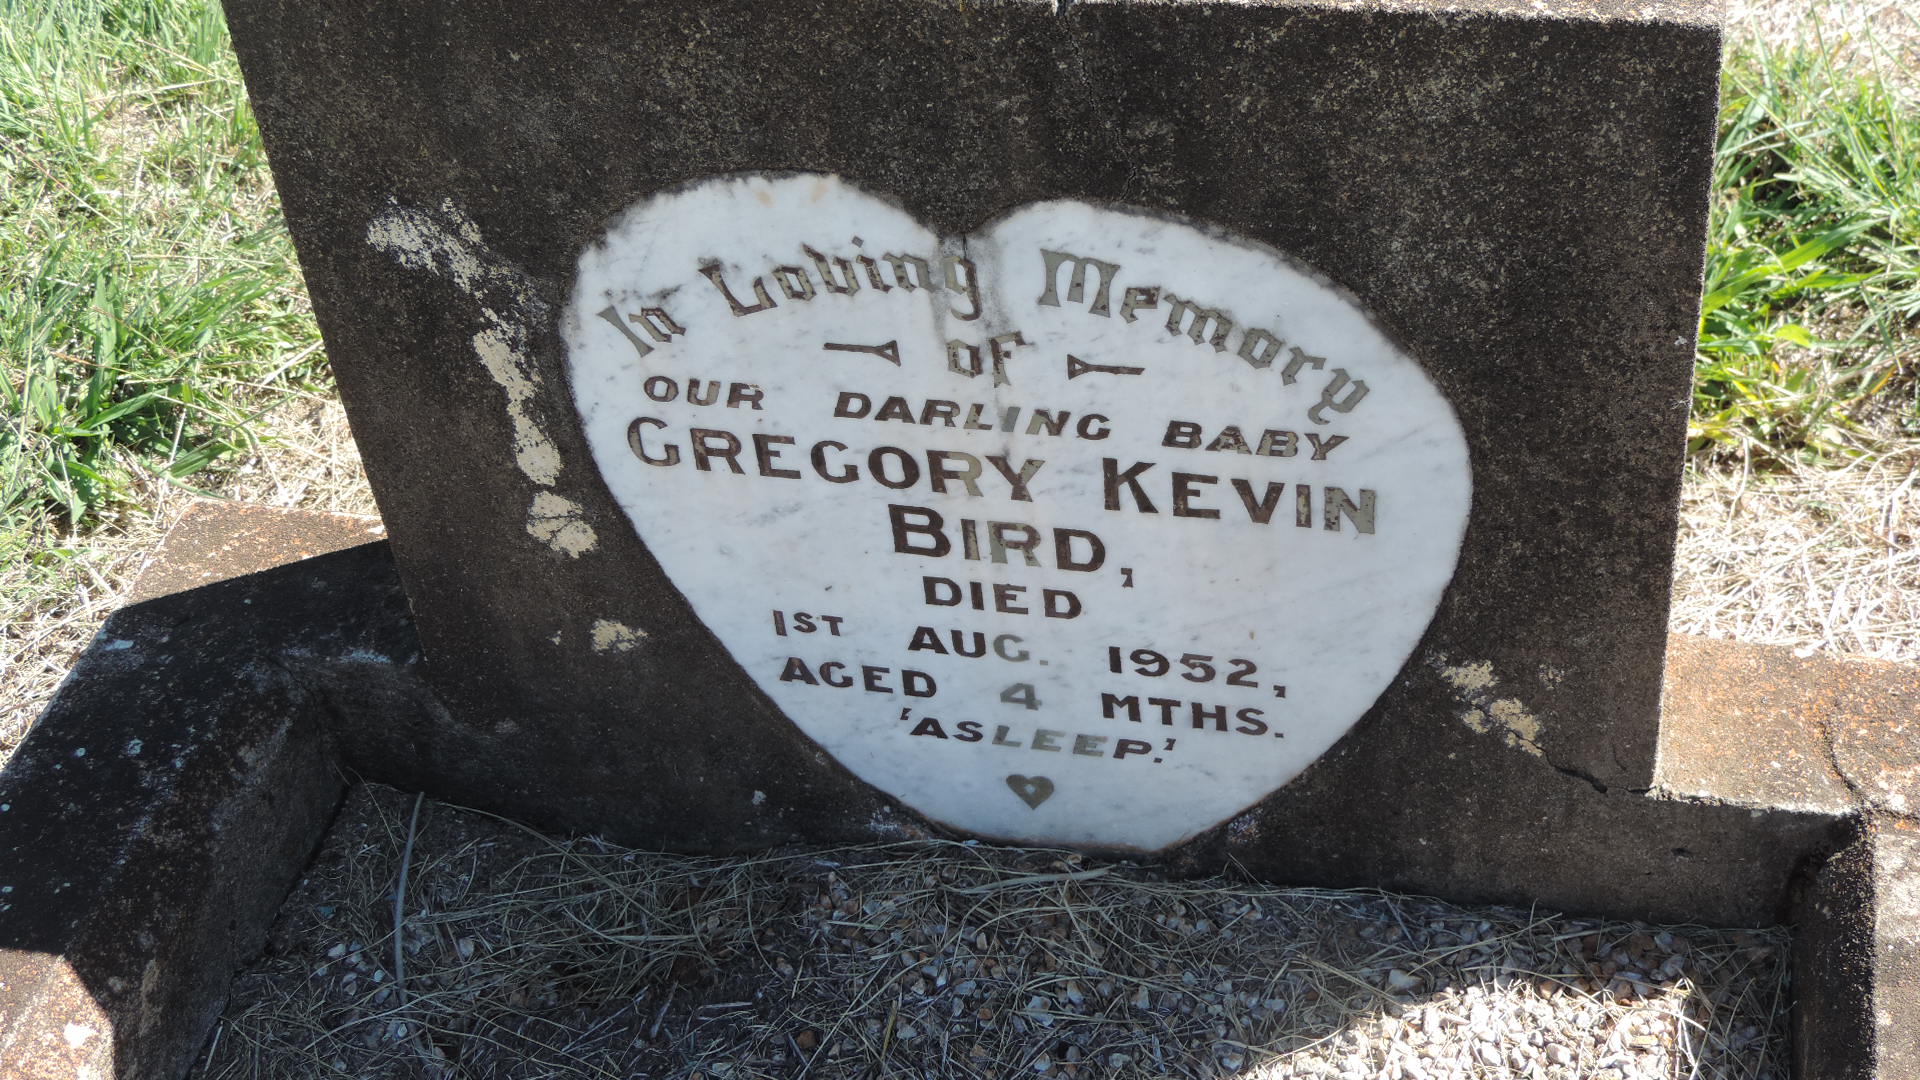 In Loving Memory
of
OUR DARLING BABY
GREGORY KEVIN
BIRD,
DIED
1ST AUG. 1952,
AGED 4 MTHS.
'ASLEEP.'